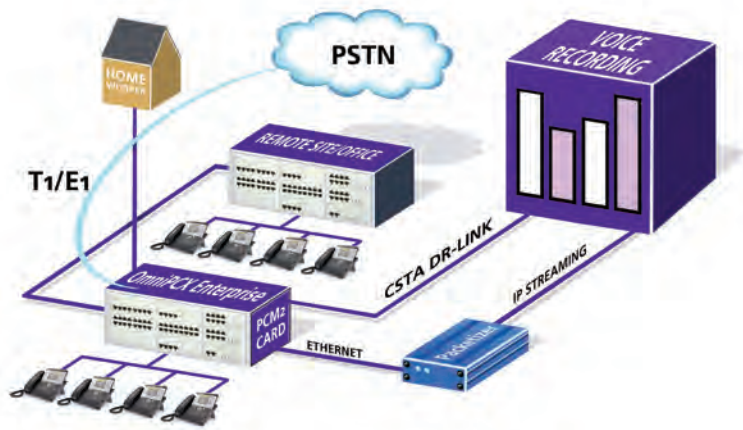 PSTN
VOICE
RECORDING
HOME
WORKER
REMOTE SITE/OFFICE
T1/E1
CSTA DR-LINK
IP STREAMING
OmniPCX Enterprise
PCM2
CARD
ETHERNET
Packetizer